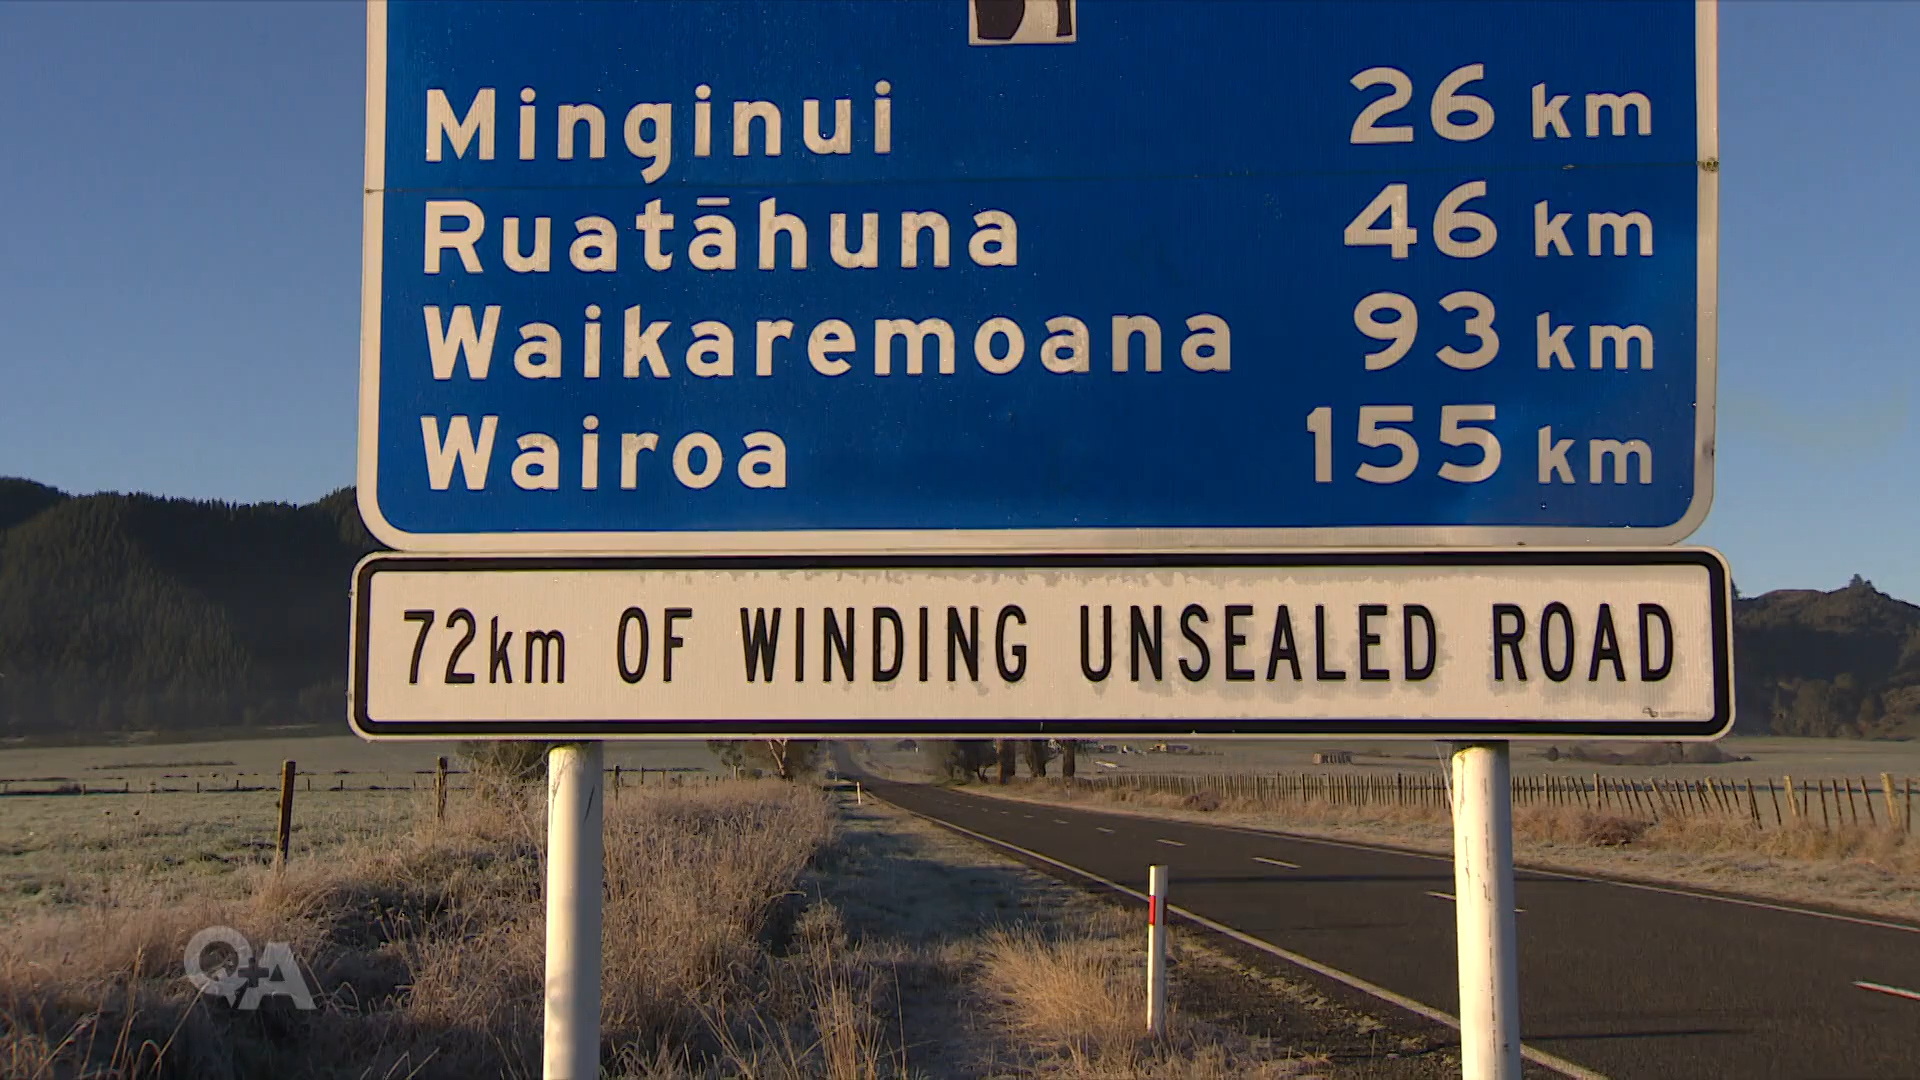 Minginui 26 km
Ruatāhuna 46 km
Waikaremoana 93 km
Wairoa 155 km
72km OF WINDING UNSEALED ROAD
Q+A